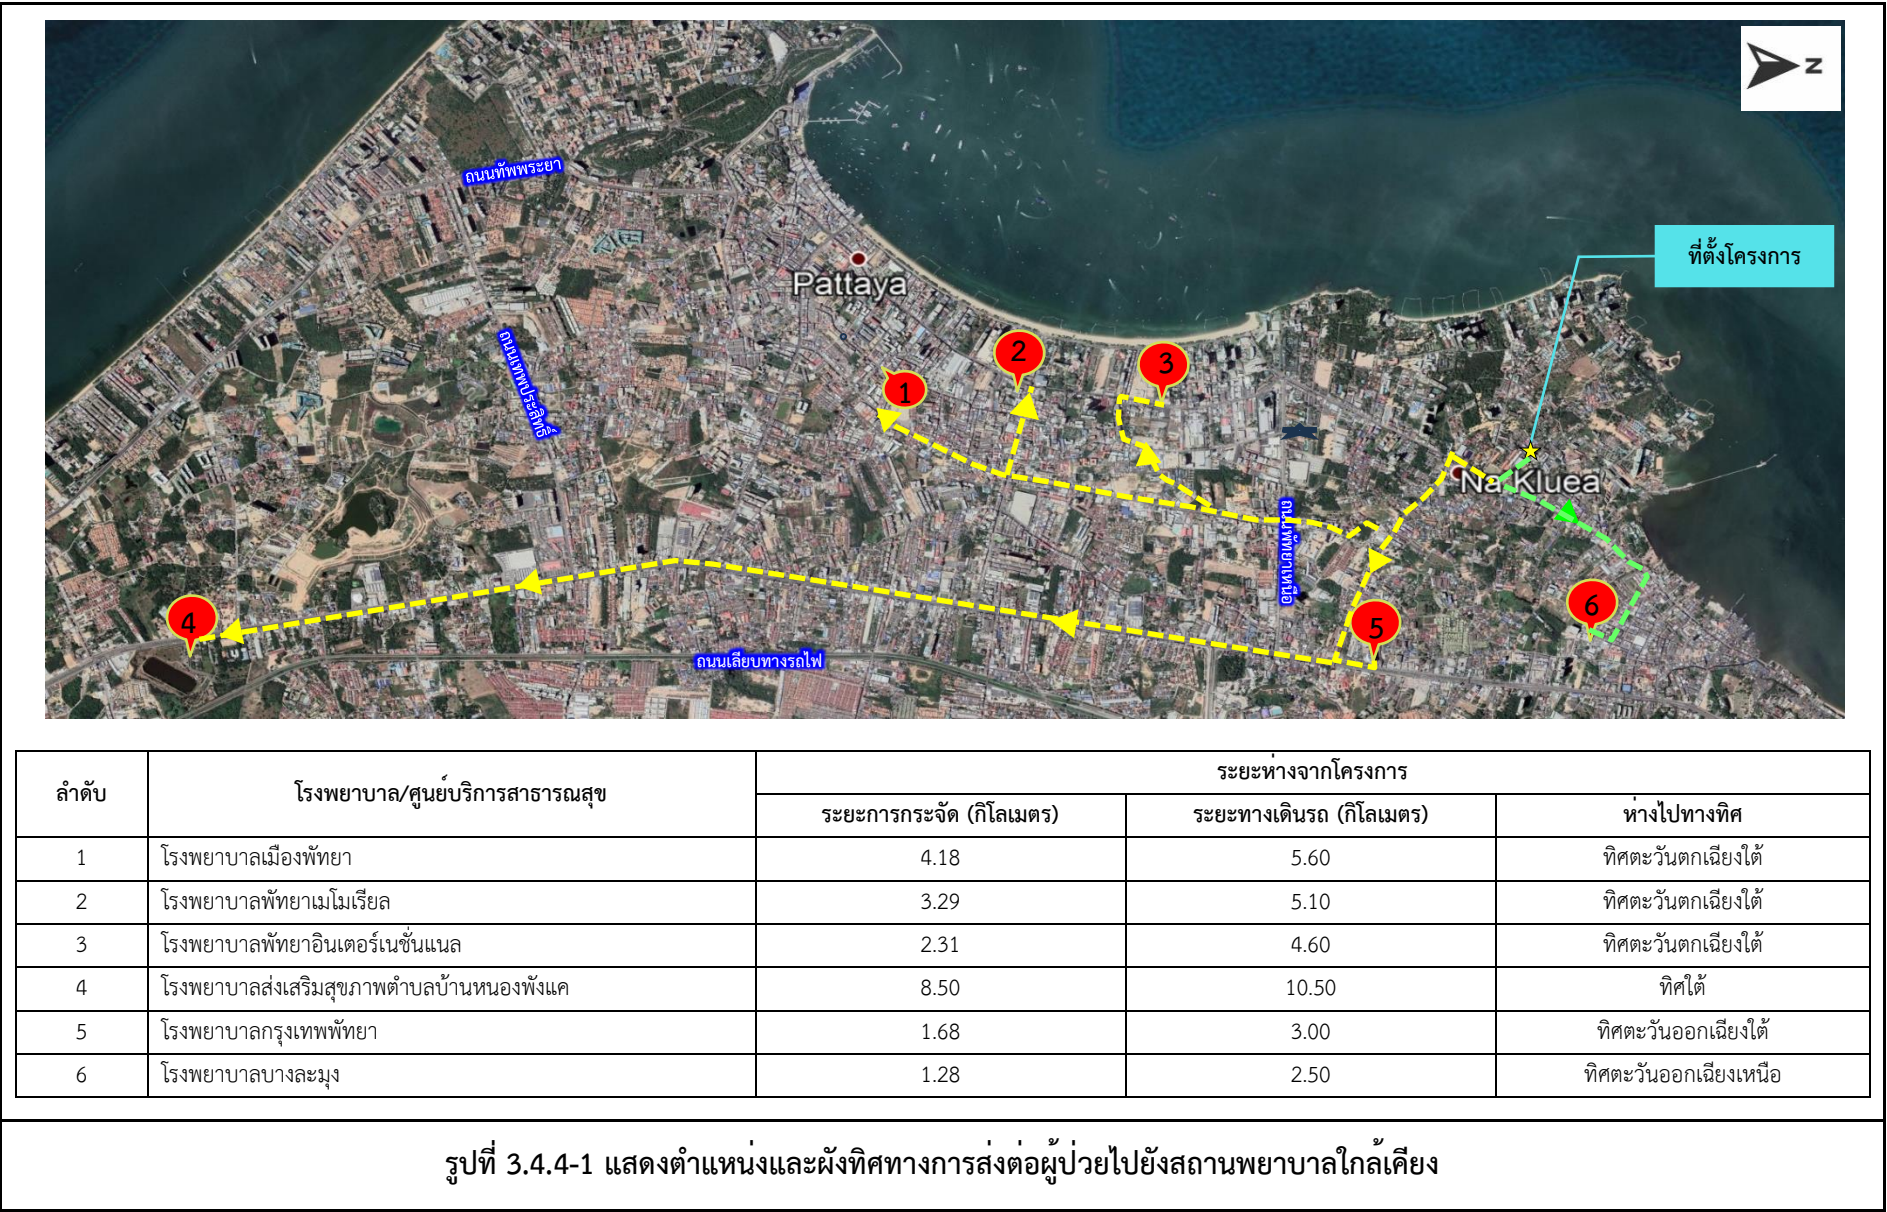 N
ถนนทัพพระยา
ที่ตั้งโครงการ
Pattaya
ถนนเทพประสิทธิ์
2
3
1
Na Kluea
ถนนพัทยาเหนือ
6
4
5
ถนนเลียบทางรถไฟ
ลำดับ โรงพยาบาล/ศูนย์บริการสาธารณสุข ระยะห่างจากโครงการ
ระยะการกระจัด (กิโลเมตร) ระยะทางเดินรถ (กิโลเมตร) ห่างไปทางทิศ
1 โรงพยาบาลเมืองพัทยา 4.18 5.60 ทิศตะวันตกเฉียงใต้
2 โรงพยาบาลพัทยาเมโมเรียล 3.29 5.10 ทิศตะวันตกเฉียงใต้
3 โรงพยาบาลพัทยาอินเตอร์เนชั่นแนล 2.31 4.60 ทิศตะวันตกเฉียงใต้
4 โรงพยาบาลส่งเสริมสุขภาพตำบลบ้านหนองพังแค 8.50 10.50 ทิศใต้
5 โรงพยาบาลกรุงเทพพัทยา 1.68 3.00 ทิศตะวันออกเฉียงใต้
6 โรงพยาบาลบางละมุง 1.28 2.50 ทิศตะวันออกเฉียงเหนือ
รูปที่ 3.4.4-1 แสดงตำแหน่งและผังทิศทางการส่งต่อผู้ป่วยไปยังสถานพยาบาลใกล้เคียง